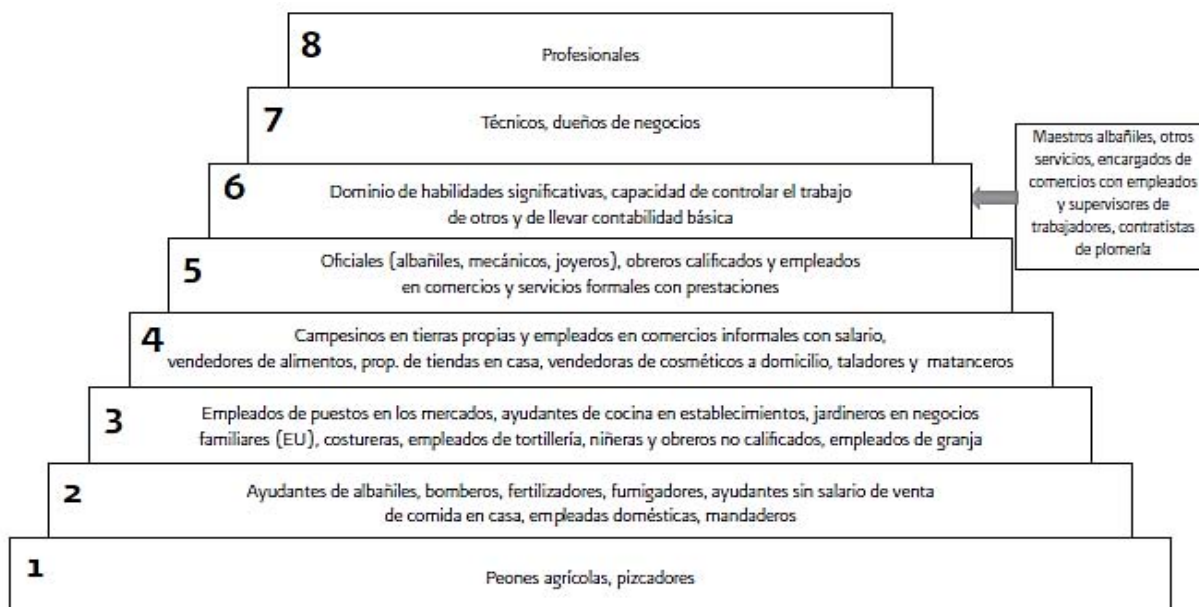 8
Profesionales
7
Técnicos, dueños de negocios
6
Dominio de habilidades significativas, capacidad de controlar el trabajo
de otros y de llevar contabilidad básica
Maestros albañiles, otros
servicios, encargados de
comercios con empleados
y supervisores de
trabajadores, contratistas
de plomería
5
Oficiales (albañiles, mecánicos, joyeros), obreros calificados y empleados
en comercios y servicios formales con prestaciones
4
Campesinos en tierras propias y empleados en comercios informales con salario,
vendedores de alimentos, prop. de tiendas en casa, vendedoras de cosméticos a domicilio, taladores y matanceros
3
Empleados de puestos en los mercados, ayudantes de cocina en establecimientos, jardineros en negocios
familiares (EU), costureras, empleados de tortillería, niñeras y obreros no calificados, empleados de granja
2
Ayudantes de albañiles, bomberos, fertilizadores, fumigadores, ayudantes sin salario de venta
de comida en casa, empleadas domésticas, mandaderos
1
Peones agrícolas, pizcadores